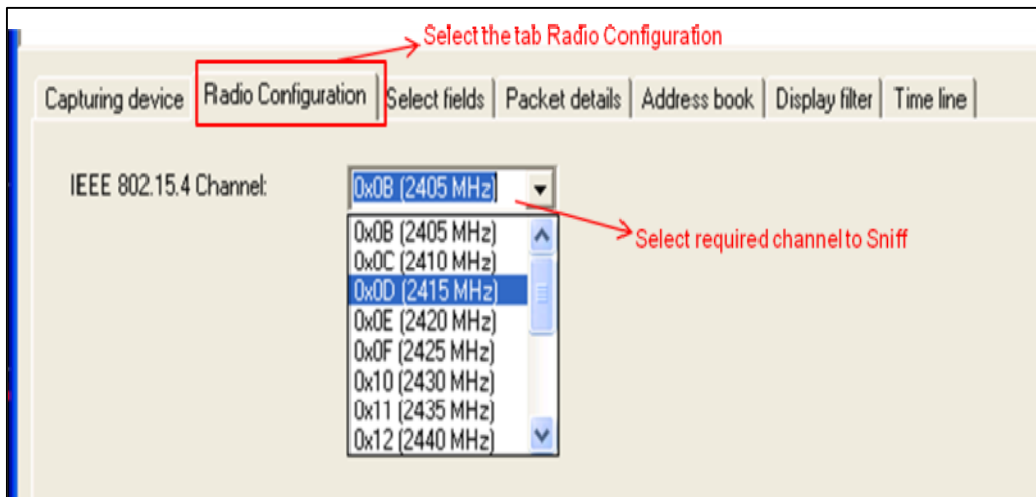 Select the tab Radio Configuration
Capturing device Radio Configuration Select fields Packet details Address book Display filter Time line
IEEE 802.15.4 Channel: 0x0B (2405 MHz)
Select required channel to Sniff
0x0B (2405 MHz)
0x0C (2410 MHz)
0x0D (2415 MHz)
0x0E (2420 MHz)
0x0F (2425 MHz)
0x10 (2430 MHz)
0x11 (2435 MHz)
0x12 (2440 MHz)